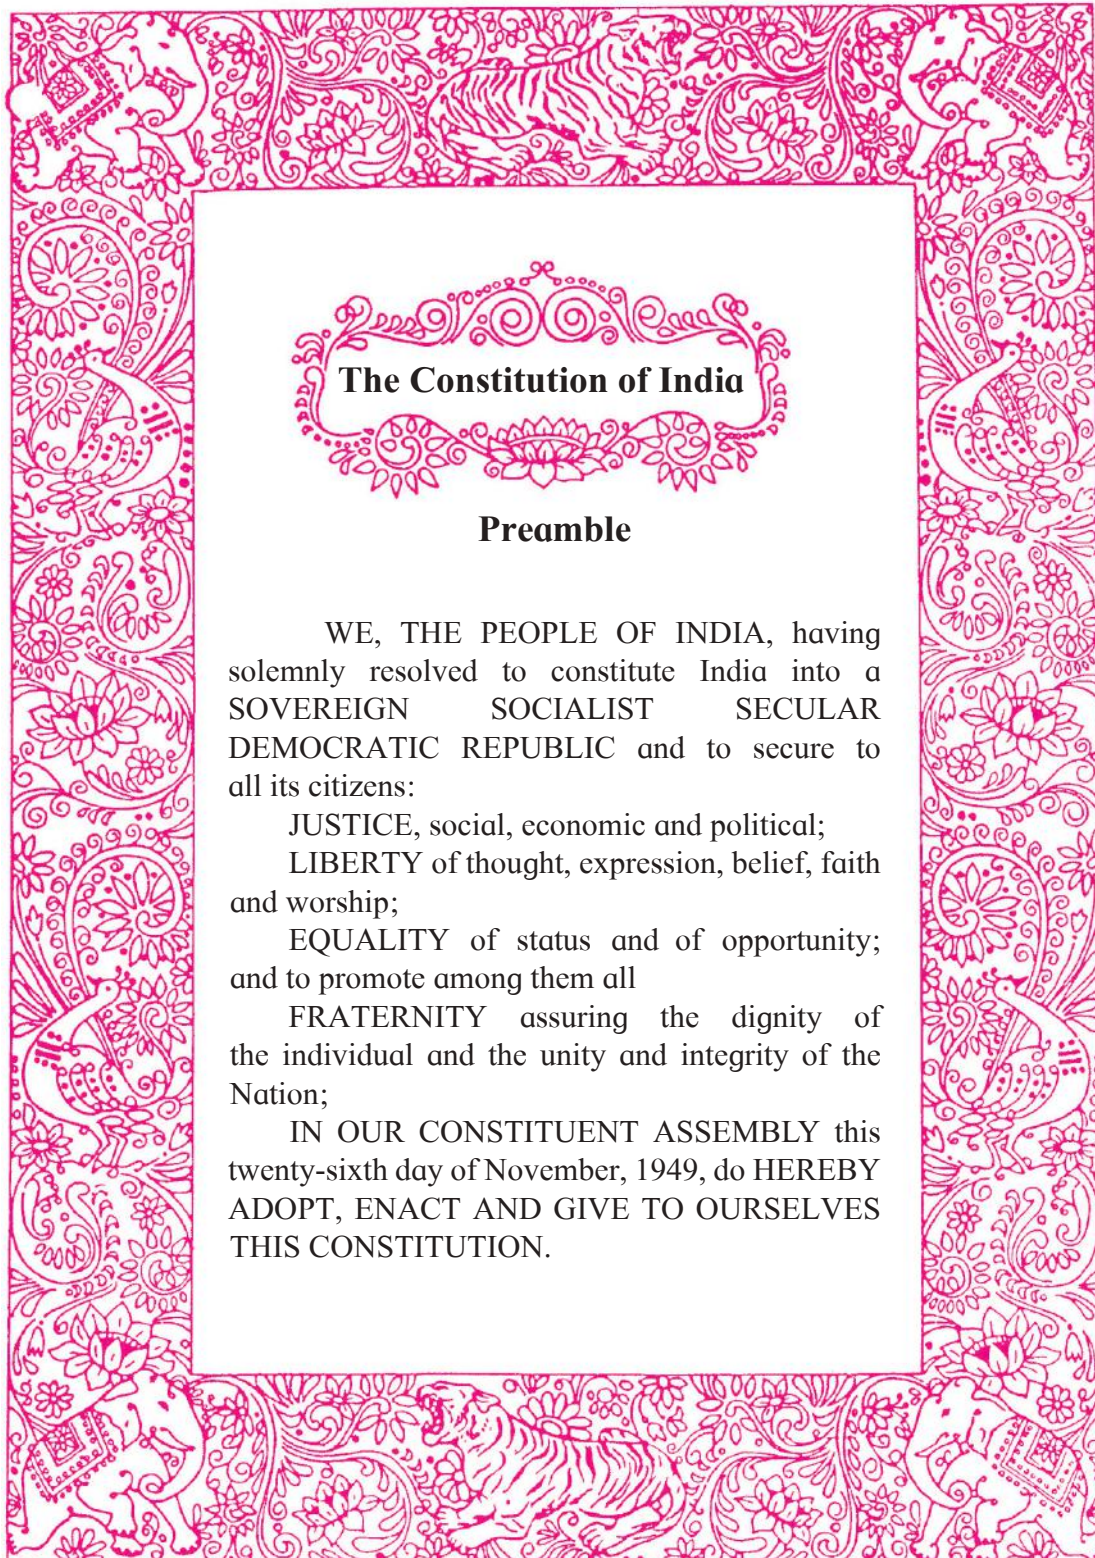 The Constitution of India
Preamble
WE, THE PEOPLE OF INDIA, having
solemnly resolved to constitute India into a
SOVEREIGN SOCIALIST SECULAR
DEMOCRATIC REPUBLIC and to secure to
all its citizens:
JUSTICE, social, economic and political;
LIBERTY of thought, expression, belief, faith
and worship;
EQUALITY of status and of opportunity;
and to promote among them all
FRATERNITY assuring the dignity of
the individual and the unity and integrity of the
Nation;
IN OUR CONSTITUENT ASSEMBLY this
twenty-sixth day of November, 1949, do HEREBY
ADOPT, ENACT AND GIVE TO OURSELVES
THIS CONSTITUTION.